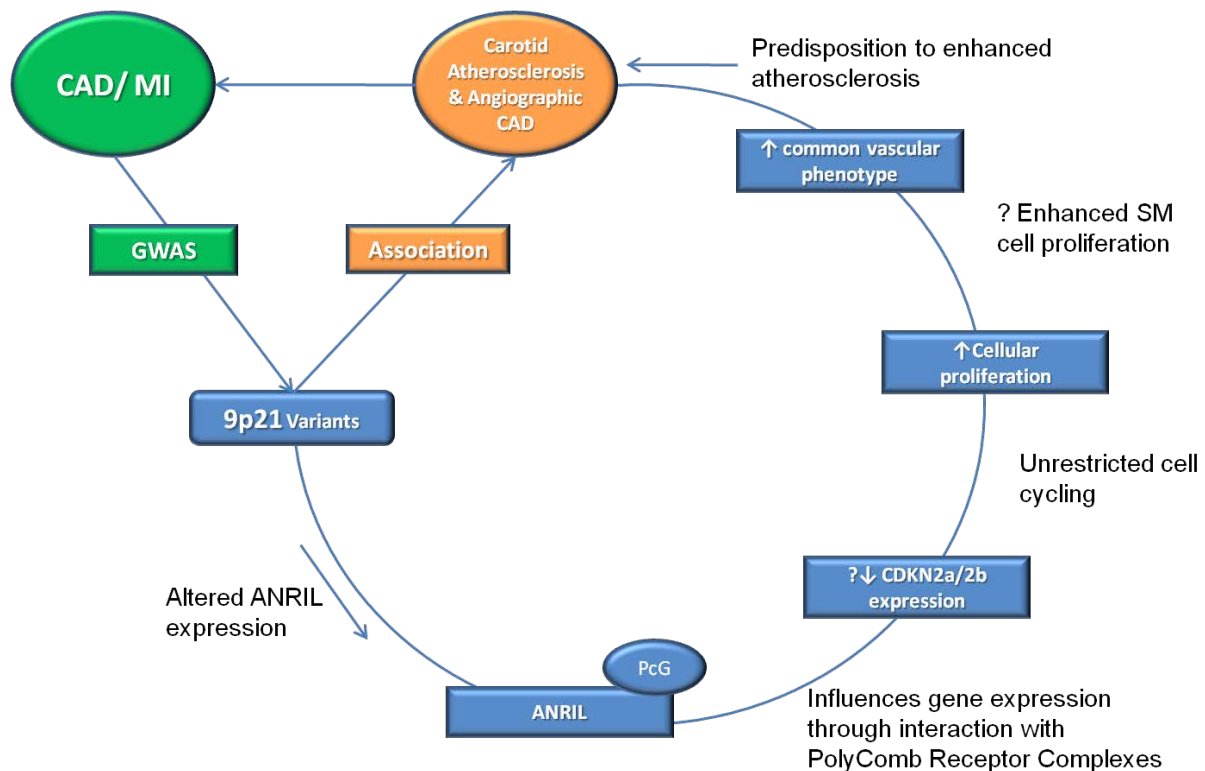 CAD/ MI
Carotid
Atherosclerosis
& Angiographic
CAD
Predisposition to enhanced
atherosclerosis
↑ common vascular
phenotype
? Enhanced SM
cell proliferation
GWAS
Association
↑Cellular
proliferation
9p21 Variants
Unrestricted cell
cycling
?↓ CDKN2a/2b
expression
Altered ANRIL
expression
PcG
ANRIL
Influences gene expression
through interaction with
PolyComb Receptor Complexes